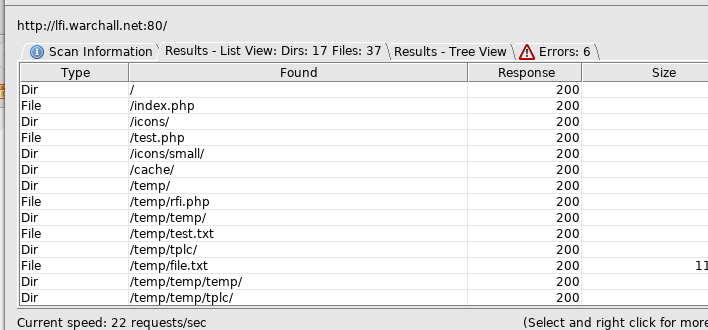 http://lfi.warchall.net:80/
Scan Information Results - List View: Dirs: 17 Files: 37 Results - Tree View Errors: 6
Type Found Response Size
Dir / 200
File /index.php 200
Dir /icons/ 200
File /test.php 200
Dir /icons/small/ 200
Dir /cache/ 200
Dir /temp/ 200
File /temp/rfi.php 200
Dir /temp/temp/ 200
File /temp/test.txt 200
Dir /temp/tplc/ 200
File /temp/file.txt 200 11
Dir /temp/temp/temp/ 200
Dir /temp/temp/tplc/ 200
Current speed: 22 requests/sec (Select and right click for more